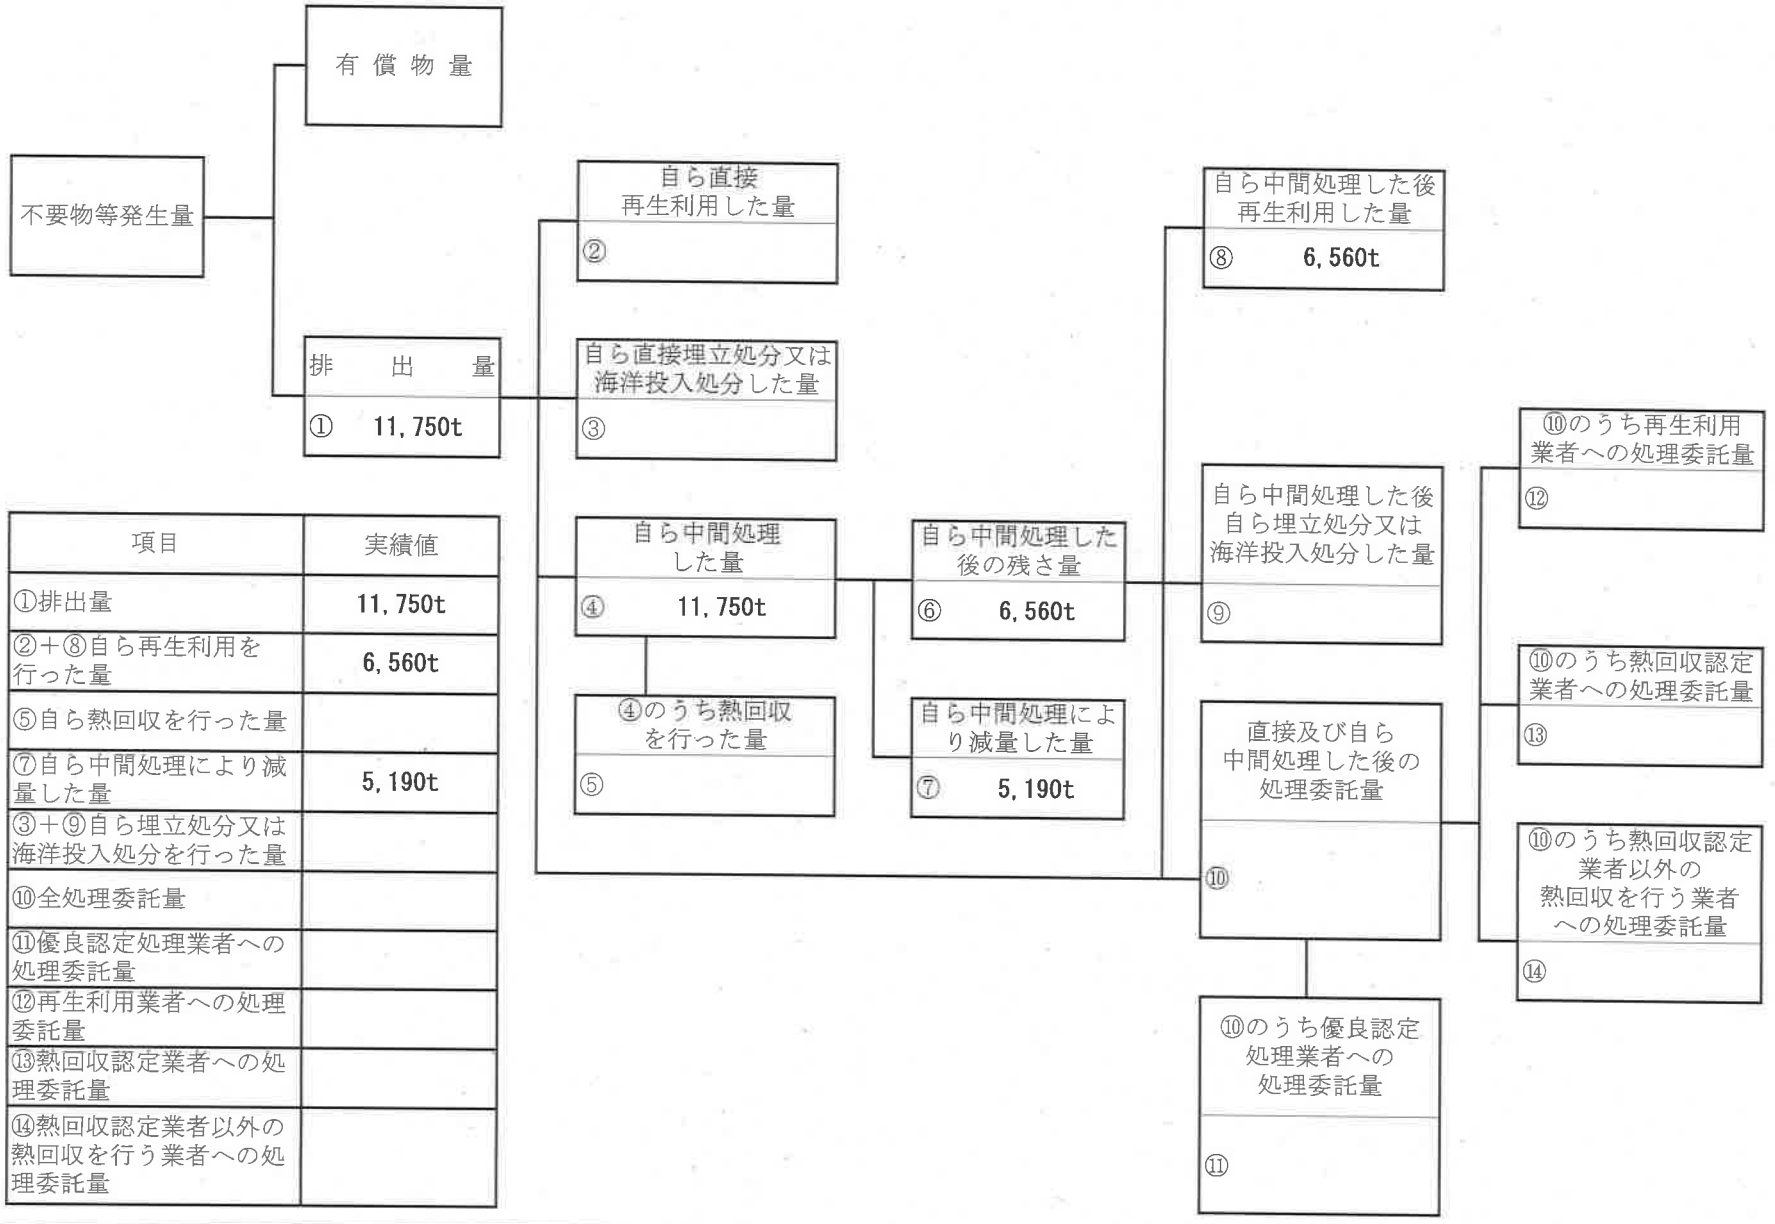 有償物量
不要物等発生量
排出量
① 11,750t
自ら直接
再生利用した量
②
自ら直接埋立処分又は
海洋投入処分した量
③
自ら中間処理
した量
④ 11,750t
④のうち熱回収
を行った量
⑤
自ら中間処理した
後の残さ量
⑥ 6,560t
自ら中間処理によ
り減量した量
⑦ 5,190t
自ら中間処理した後
再生利用した量
⑧ 6,560t
自ら中間処理した後
自ら埋立処分又は
海洋投入処分した量
⑨
直接及び自ら
中間処理した後の
処理委託量
⑩
⑩のうち優良認定
処理業者への
処理委託量
⑪
⑩のうち再生利用
業者への処理委託量
⑫
⑩のうち熱回収認定
業者への処理委託量
⑬
⑩のうち熱回収認定
業者以外の
熱回収を行う業者
への処理委託量
⑭
項目 実績値
①排出量 11,750t
②+⑧自ら再生利用を
行った量 6,560t
⑤自ら熱回収を行った量
⑦自ら中間処理により減
量した量 5,190t
③+⑨自ら埋立処分又は
海洋投入処分を行った量
⑩全処理委託量
⑪優良認定処理業者への
処理委託量
⑫再生利用業者への処理
委託量
⑬熱回収認定業者への処
理委託量
⑭熱回収認定業者以外の
熱回収を行う業者への処
理委託量